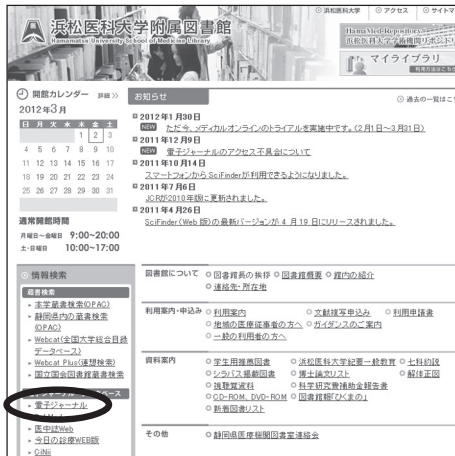 浜松医科大学 アクセス サイトマ
浜松医科大学附属図書館
Hamamatsu University School of Medicine Library
HamaMed-Repository
浜松医科大学学術機関リポジトリ
マイライブラリ
利用方法はこちら
開館カレンダー 詳細>>
2012年3月
日 月 火 水 木 金 土
1 2 3
4 5 6 7 8 9 10
11 12 13 14 15 16 17
18 19 20 21 22 23 24
25 26 27 28 29 30 31
通常開館時間
月曜日~金曜日 9:00~20:00
土・日曜日 10:00~17:00
お知らせ
過去の一覧はこ
2012年1月30日
NEW ただ今、メディカルオンラインのトライアルを実施中です。(2月1日~3月31日)
2011年12月9日
NEW 電子ジャーナルのアクセス不具合について
2011年10月14日
スマートフォンから SciFinderが利用できるようになりました。
2011年7月6日
JCRが2010年版に更新されました。
2011年4月26日
SciFinder(Web 版)の最新バージョンが 4 月 19 日にリリースされました。
情報検索
蔵書検索
本学蔵書検索(OPAC)
静岡県内の蔵書検索
(OPAC)
Webcat(全国大学総合目録
データベース)
Webcat Plus(連想検索)
国立国会図書館蔵書検索
電子ジャーナル
医中誌Web
今日の診療WEB版
CiNii
図書館について 図書館長の挨拶 図書館概要 館内の紹介
連絡先・所在地
利用案内・申込み 利用案内 文献複写申込み 利用申請書
地域の医療従事者の方へ ガイダンスのご案内
一般の利用者の方へ
資料案内 学生用推薦図書 浜松医科大学紀要一般教育 七科約説
シラバス掲載図書 博士論文リスト 解体正図
視聴覚資料 科学研究費補助金報告書
CD-ROM、DVD-ROM 図書館報「ひくまの」
新着図書リスト
その他 静岡県医療機関図書室連絡会